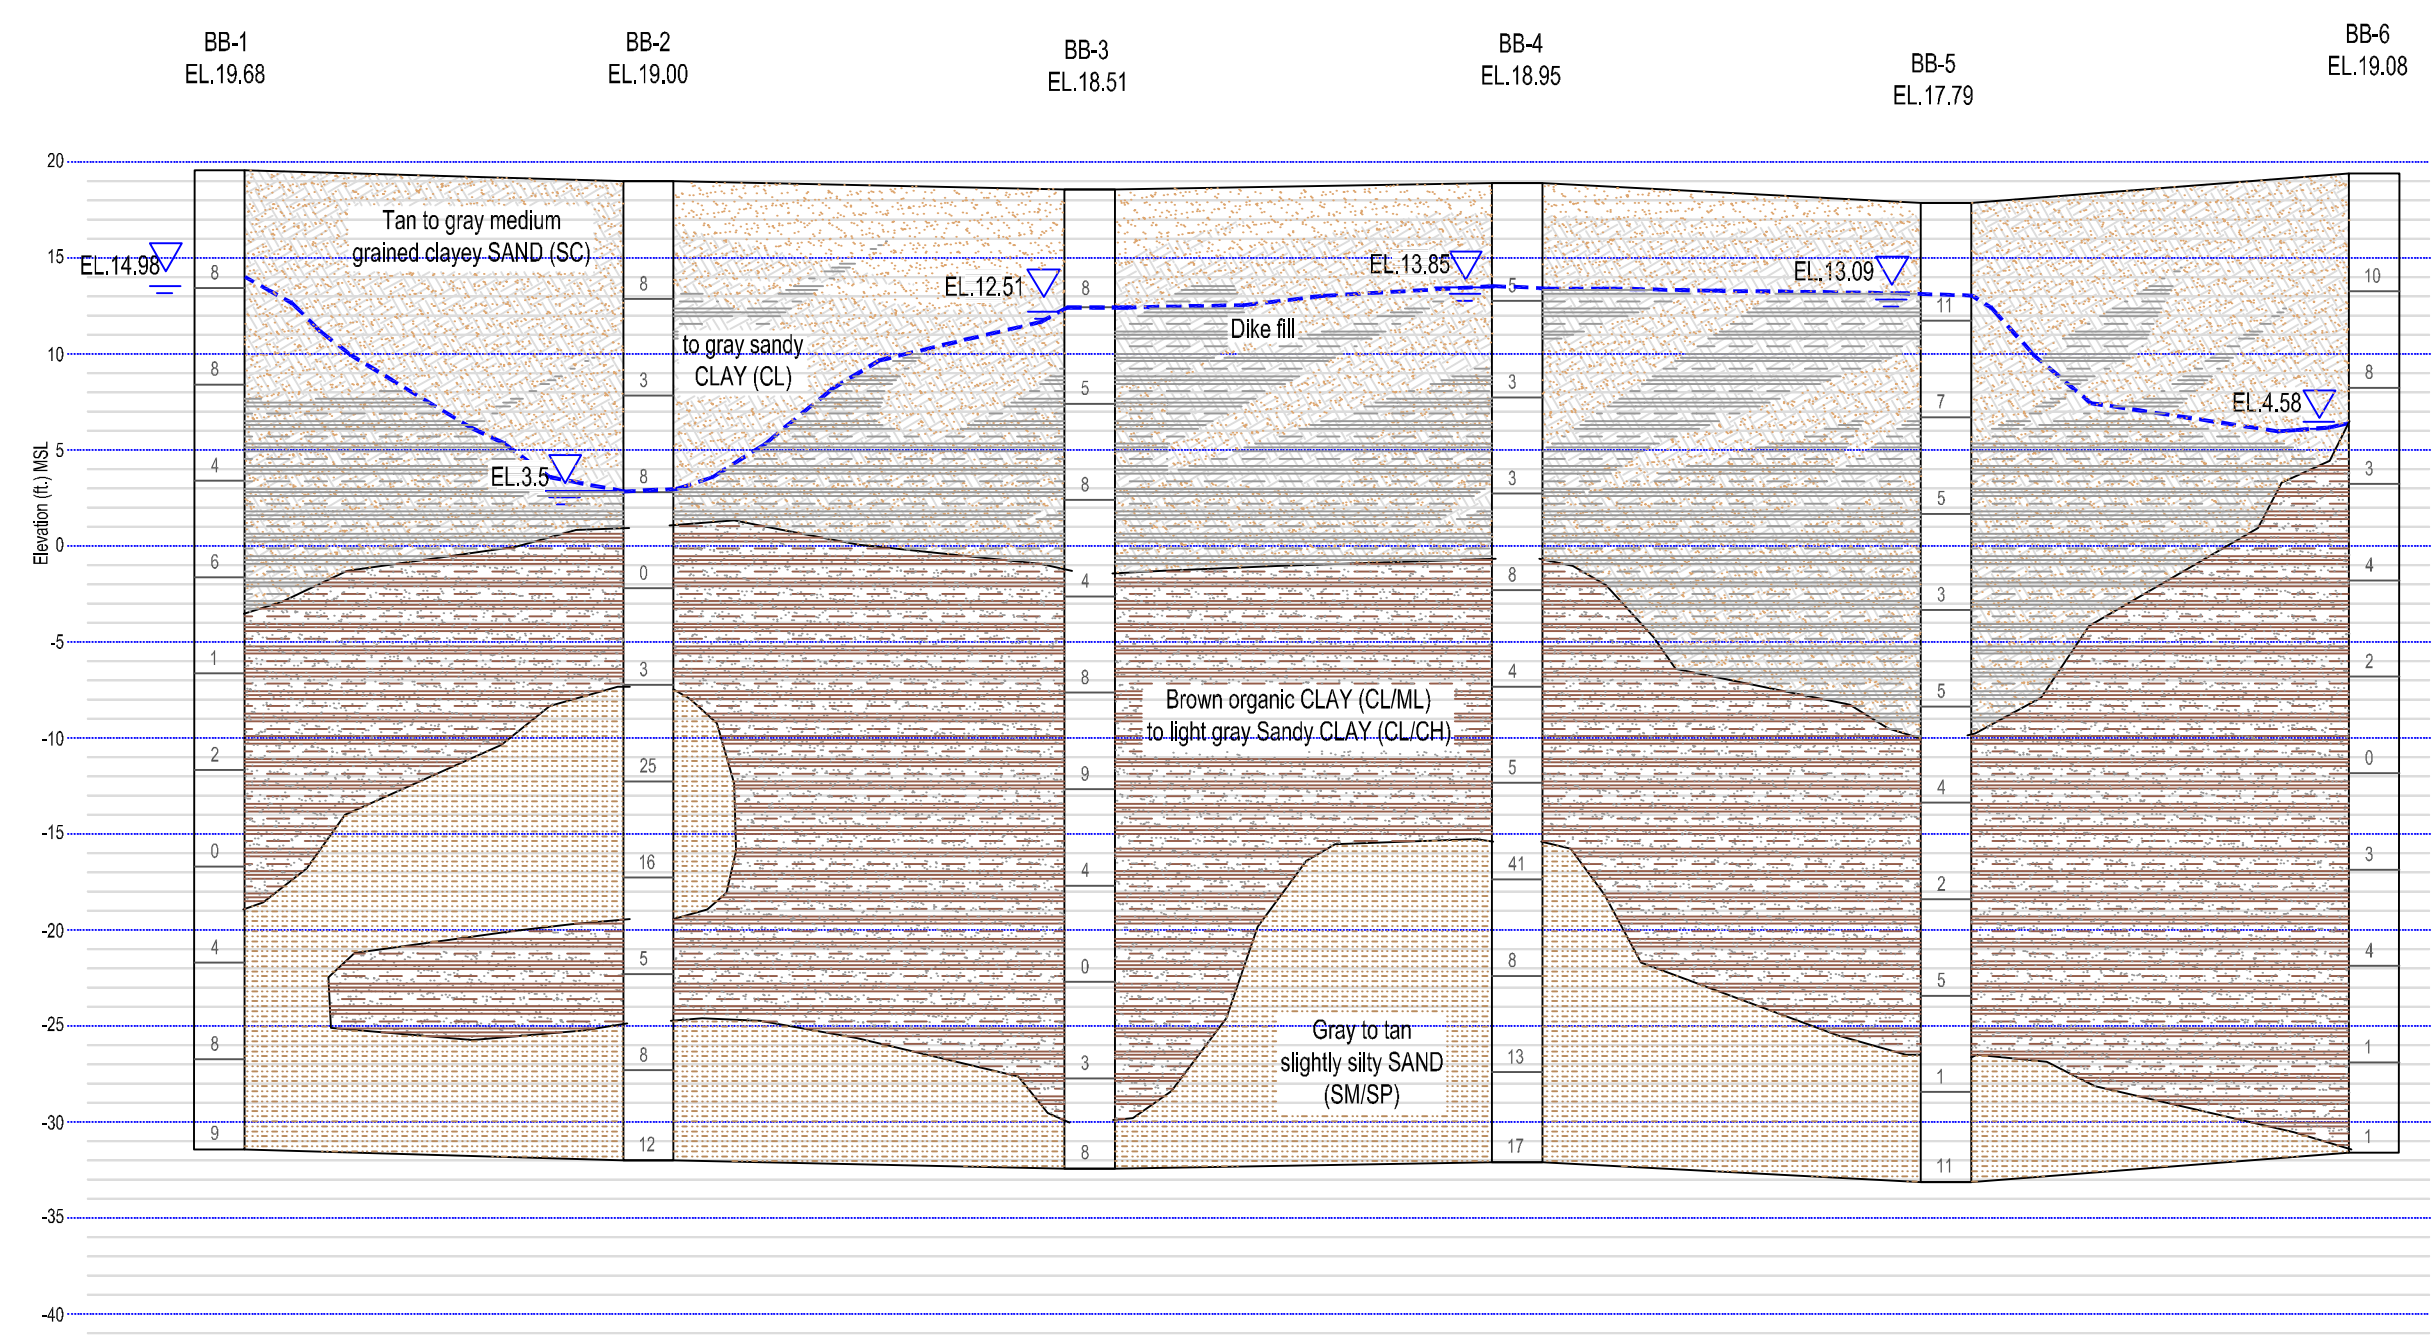 BB-1
EL.19.68
BB-2
EL.19.00
BB-3
EL.18.51
BB-4
EL.18.95
BB-5
EL.17.79
BB-6
EL.19.08
Elevation (ft.) MSL
20
15
10
5
0
-5
-10
-15
-20
-25
-30
-35
-40
EL.14.98
EL.3.5
EL.12.51
EL.13.85
EL.13.09
EL.4.58
Tan to gray medium
grained clayey SAND (SC)
to gray sandy
CLAY (CL)
Dike fill
Brown organic CLAY (CL/ML)
to light gray Sandy CLAY (CL/CH)
Gray to tan
slightly silty SAND
(SM/SP)
8
8
4
6
1
2
0
4
8
9
8
3
8
0
3
25
16
5
8
12
8
5
8
4
8
9
4
0
3
8
5
3
3
8
4
5
41
8
13
17
11
7
5
3
5
4
2
5
1
11
10
8
3
4
2
0
3
4
1
1